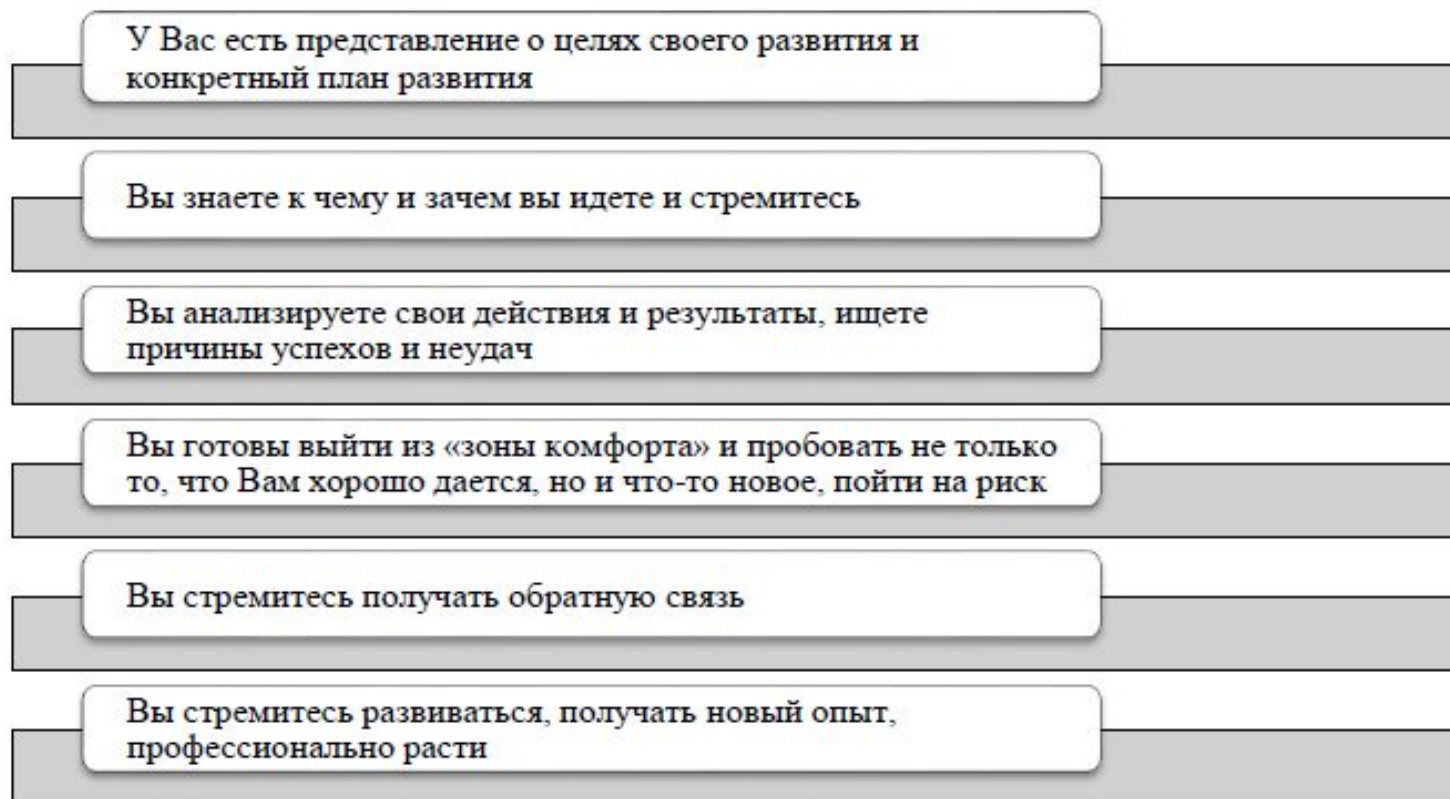 У Вас есть представление о целях своего развития и
конкретный план развития
Вы знаете к чему и зачем вы идете и стремитесь
Вы анализируете свои действия и результаты, ищете
причины успехов и неудач
Вы готовы выйти из «зоны комфорта» и пробовать не только
то, что Вам хорошо дается, но и что-то новое, пойти на риск
Вы стремитесь получать обратную связь
Вы стремитесь развиваться, получать новый опыт,
профессионально расти